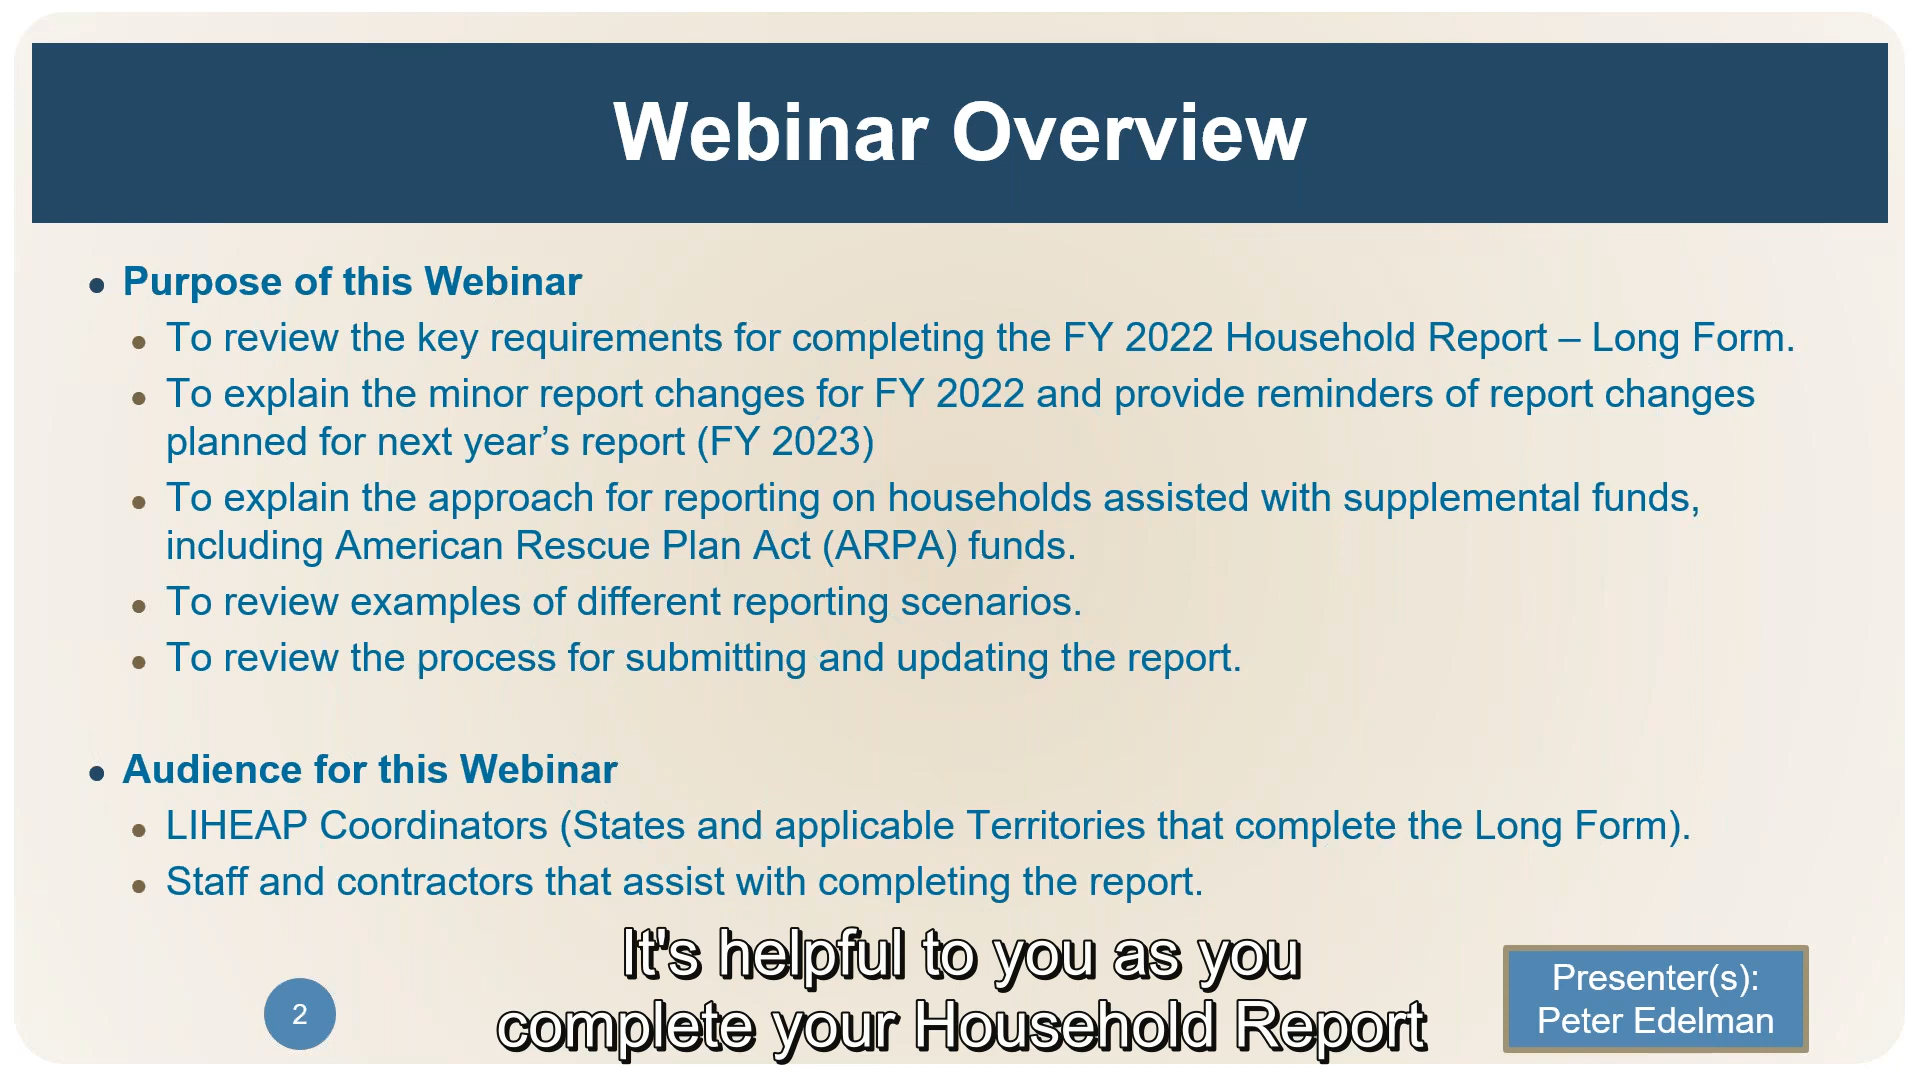 Webinar Overview
• Purpose of this Webinar
• To review the key requirements for completing the FY 2022 Household Report – Long Form.
• To explain the minor report changes for FY 2022 and provide reminders of report changes
planned for next year’s report (FY 2023)
• To explain the approach for reporting on households assisted with supplemental funds,
including American Rescue Plan Act (ARPA) funds.
• To review examples of different reporting scenarios.
• To review the process for submitting and updating the report.
• Audience for this Webinar
• LIHEAP Coordinators (States and applicable Territories that complete the Long Form).
• Staff and contractors that assist with completing the report.
It's helpful to you as you
complete your Household Report
2
Presenter(s):
Peter Edelman